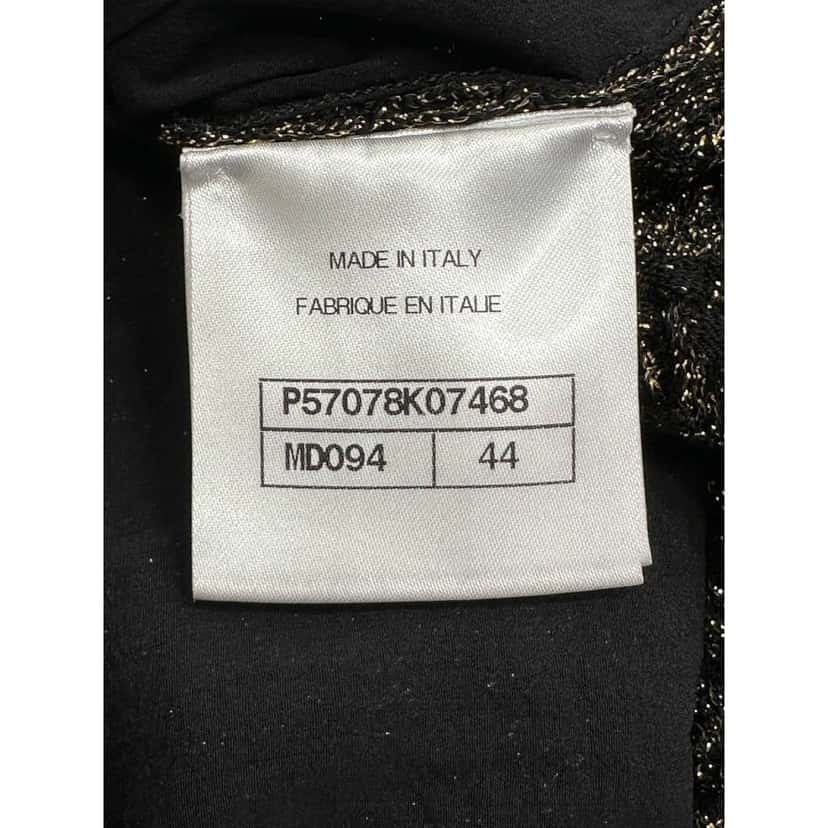 MADE IN ITALY
FABRIQUE EN ITALIE
P57078K07468
MD094 44